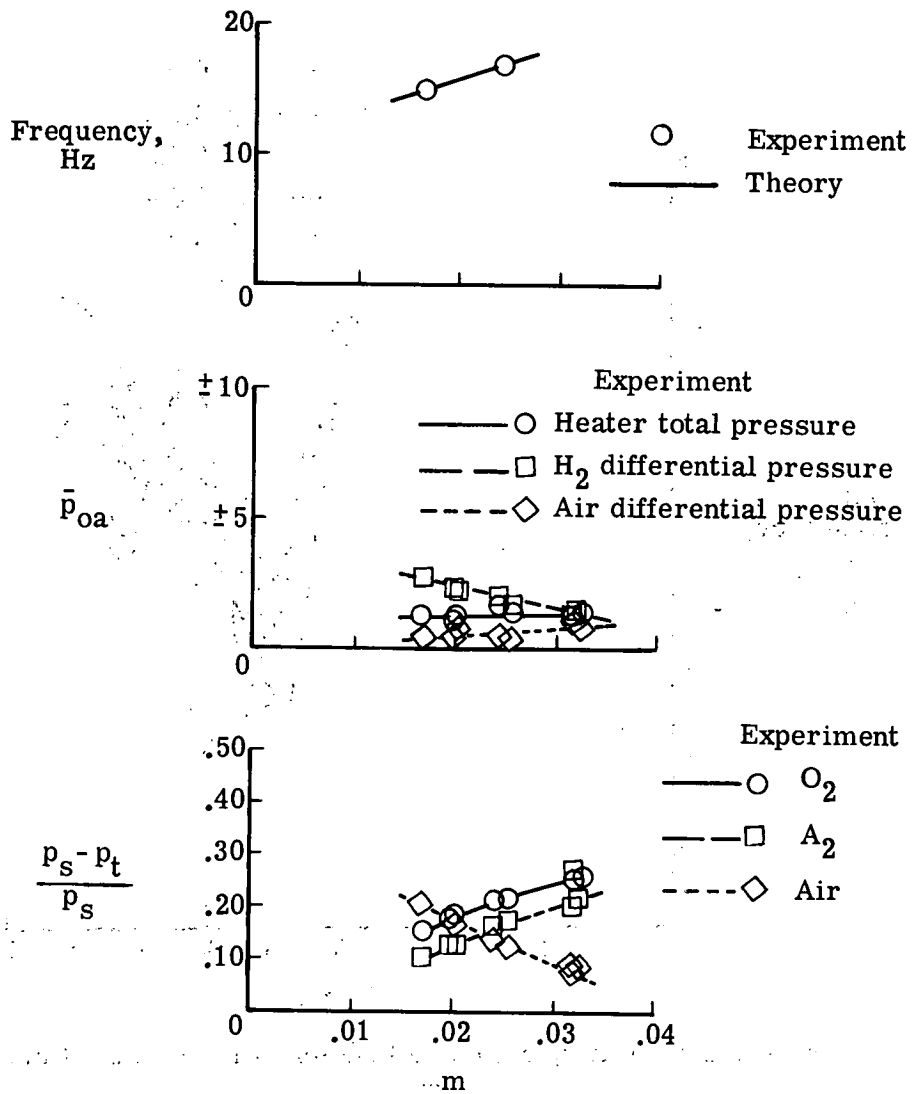 20
Frequency,
Hz
10
0
Experiment
Theory
± 10
p̄oa
± 5
0
Experiment
Heater total pressure
H2 differential pressure
Air differential pressure
.50
.40
.30
.20
.10
0
ps - pt
ps
Experiment
O2
A2
Air
.01 .02 .03 .04
m